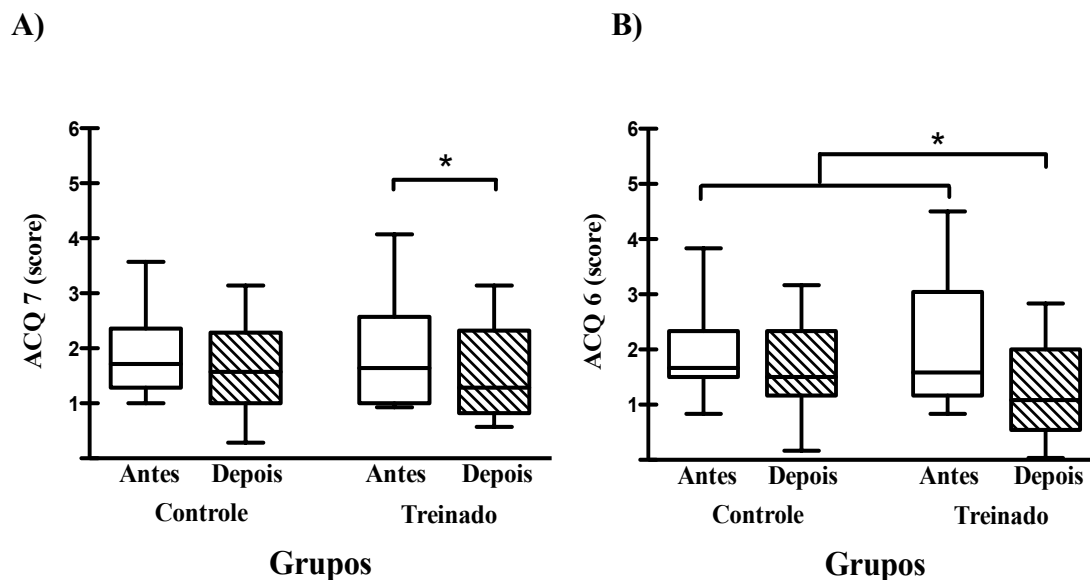 A)
B)
6
5
4
3
2
1
ACQ 7 (score)
*
Antes Depois Antes Depois
Controle Treinado
Grupos
6
5
4
3
2
1
ACQ 6 (score)
*
Antes Depois Antes Depois
Controle Treinado
Grupos